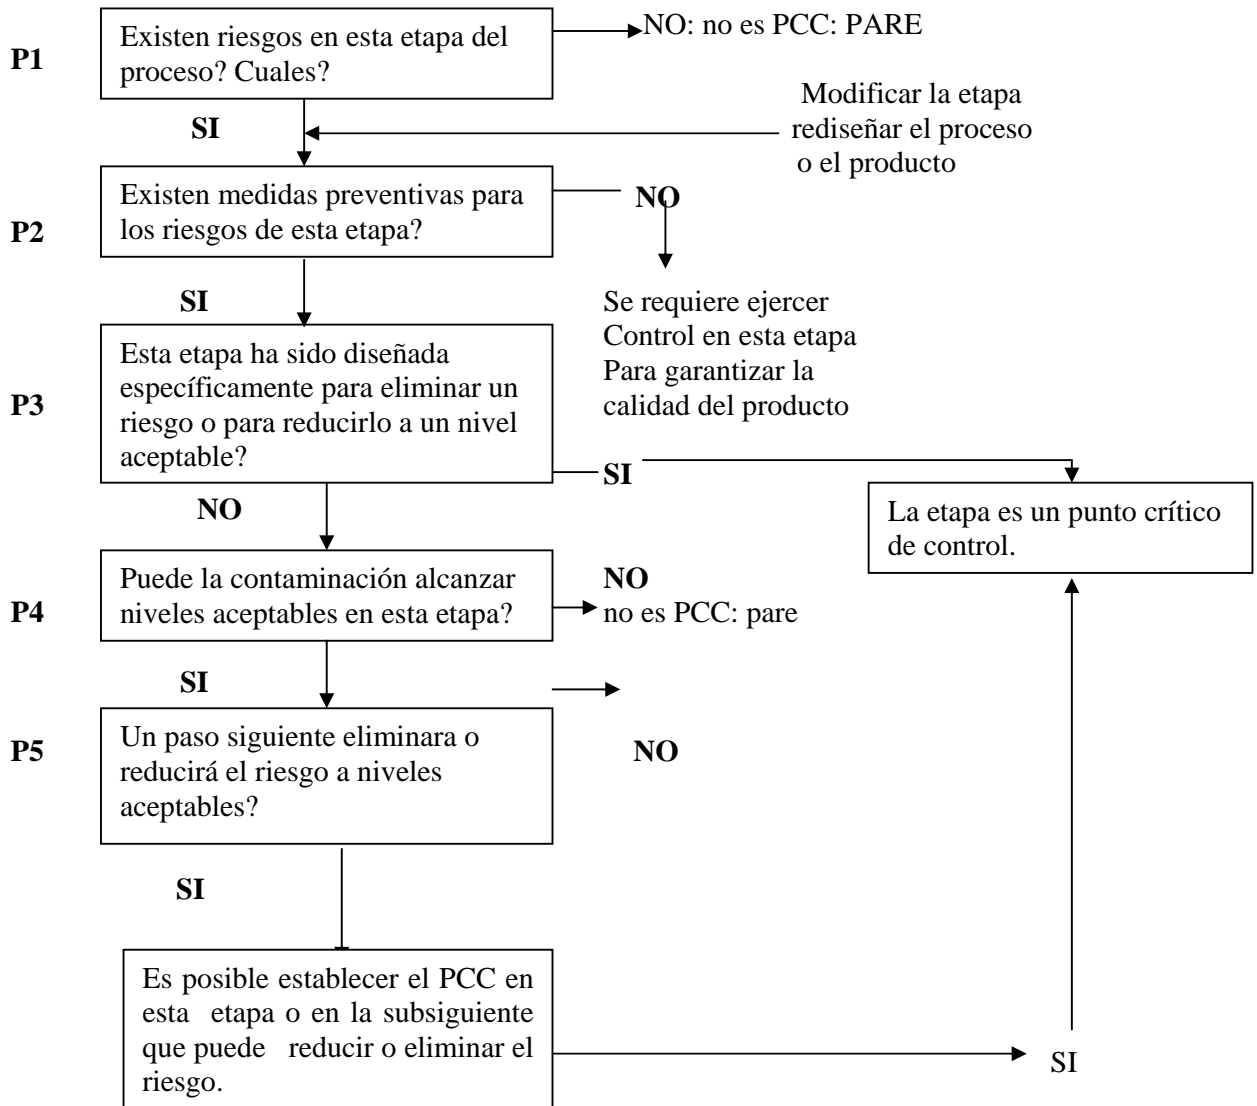 P1
Existen riesgos en esta etapa del
proceso? Cuales?
NO: no es PCC: PARE
SI
Modificar la etapa
rediseñar el proceso
o el producto
P2
Existen medidas preventivas para
los riesgos de esta etapa?
NO
SI
Se requiere ejercer
Control en esta etapa
Para garantizar la
calidad del producto
P3
Esta etapa ha sido diseñada
específicamente para eliminar un
riesgo o para reducirlo a un nivel
aceptable?
SI
NO
La etapa es un punto crítico
de control.
P4
Puede la contaminación alcanzar
niveles aceptables en esta etapa?
NO
no es PCC: pare
SI
P5
Un paso siguiente eliminara o
reducirá el riesgo a niveles
aceptables?
NO
SI
Es posible establecer el PCC en
esta etapa o en la subsiguiente
que puede reducir o eliminar el
riesgo.
SI